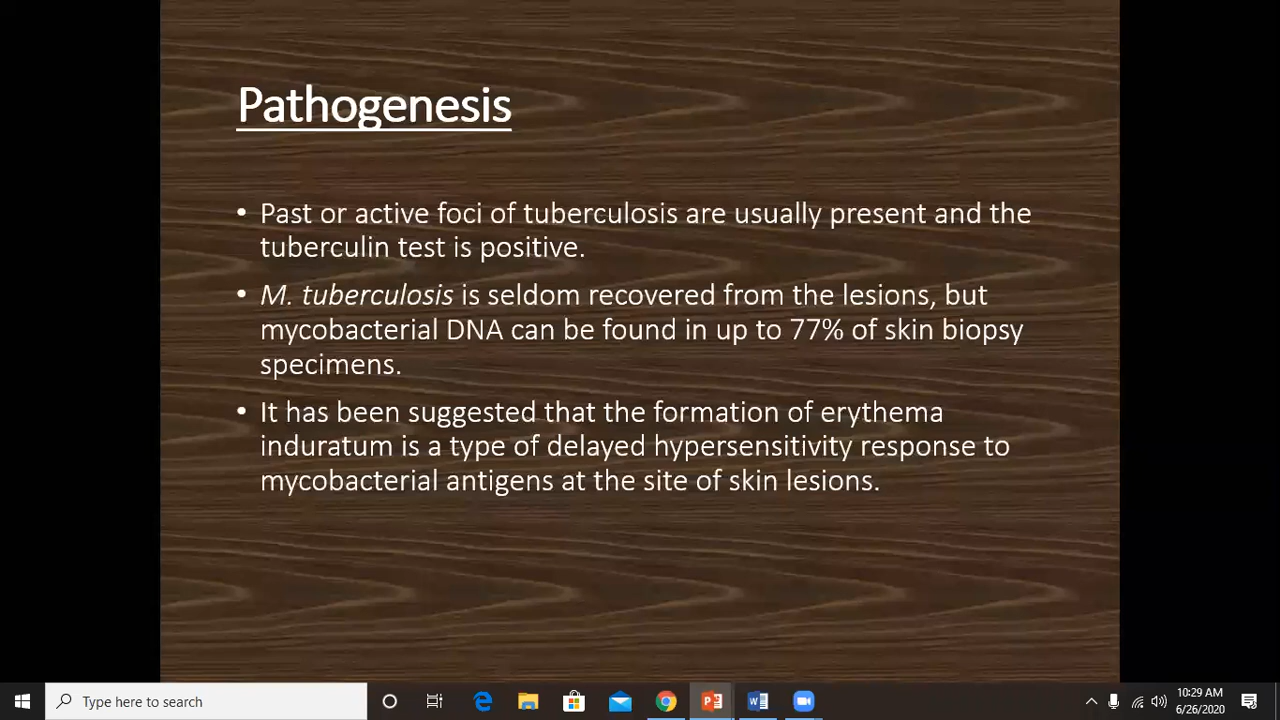 Pathogenesis
• Past or active foci of tuberculosis are usually present and the
tuberculin test is positive.
• M. tuberculosis is seldom recovered from the lesions, but
mycobacterial DNA can be found in up to 77% of skin biopsy
specimens.
• It has been suggested that the formation of erythema
induratum is a type of delayed hypersensitivity response to
mycobacterial antigens at the site of skin lesions.
Type here to search
10:29 AM
6/26/2020